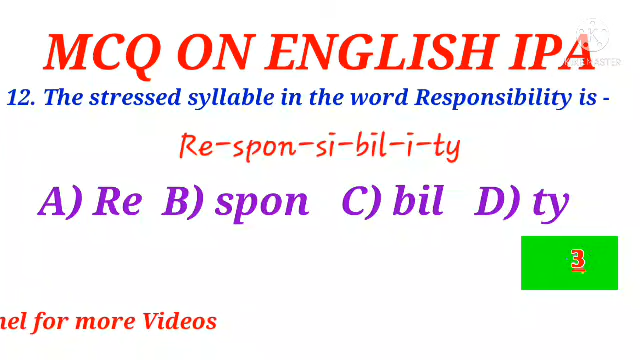 MCQ ON ENGLISH IPA
12. The stressed syllable in the word Responsibility is -
Re-spon-si-bil-i-ty
A) Re B) spon C) bil D) ty
3
nel for more Videos